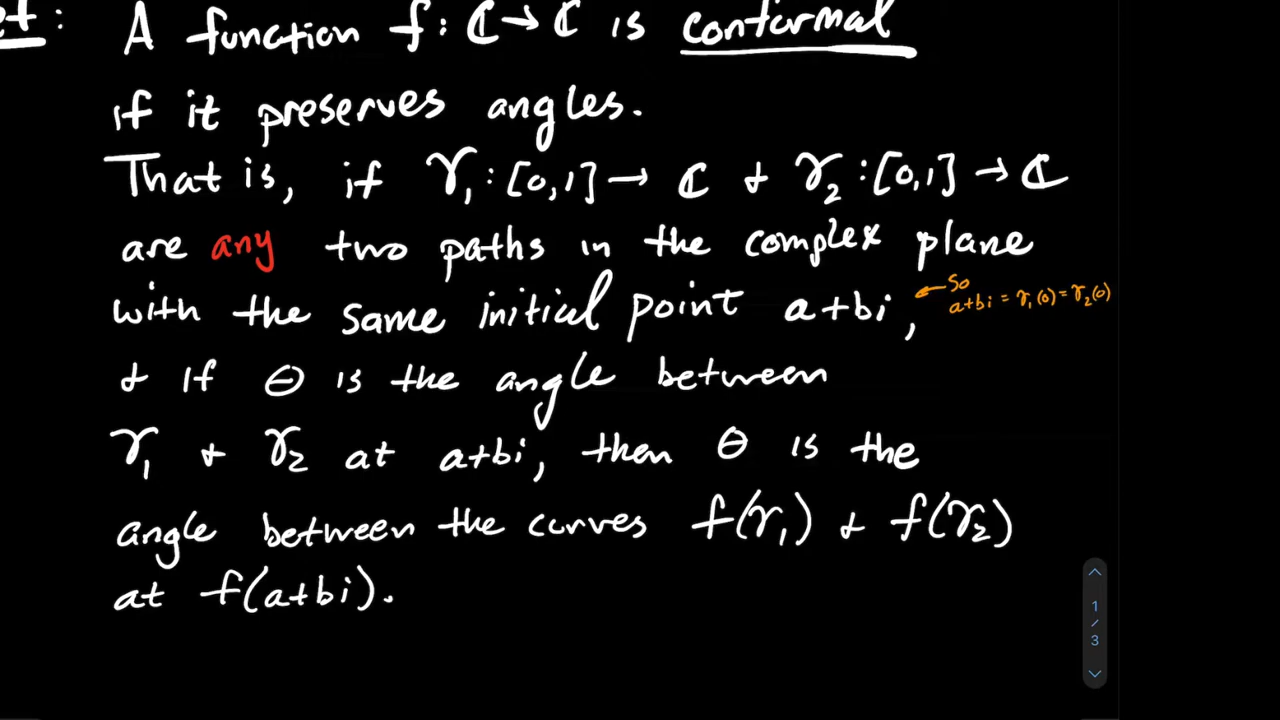 Def: A function f: ℂ→ℂ is conformal
if it preserves angles.
That is, if γ₁:[0,1]→ ℂ & γ₂:[0,1]→ℂ
are any two paths in the complex plane
with the same initial point a+bi,
So
a+bi = γ₁(0) = γ₂(0)
& if θ is the angle between
γ₁ & γ₂ at a+bi, then θ is the
angle between the curves f(γ₁) & f(γ₂)
at f(a+bi).
1
/
3